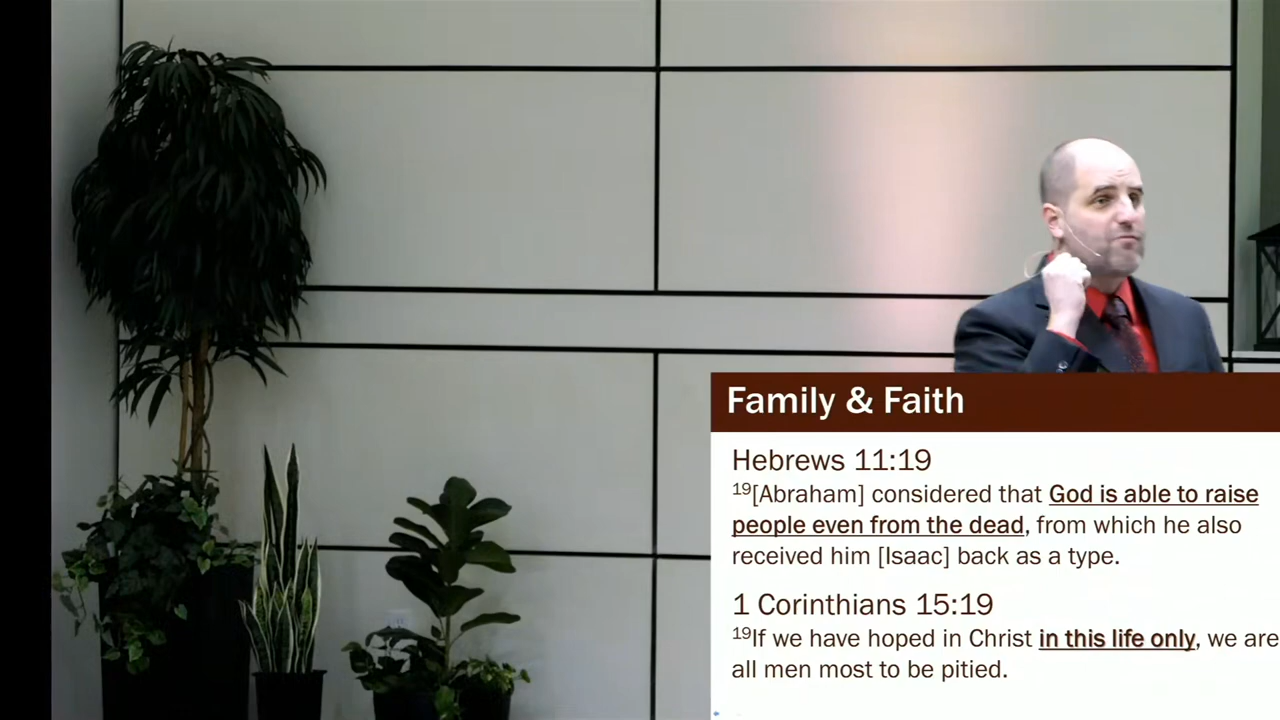 Family & Faith
Hebrews 11:19
¹⁹[Abraham] considered that God is able to raise
people even from the dead, from which he also
received him [Isaac] back as a type.
1 Corinthians 15:19
¹⁹If we have hoped in Christ in this life only, we are
all men most to be pitied.